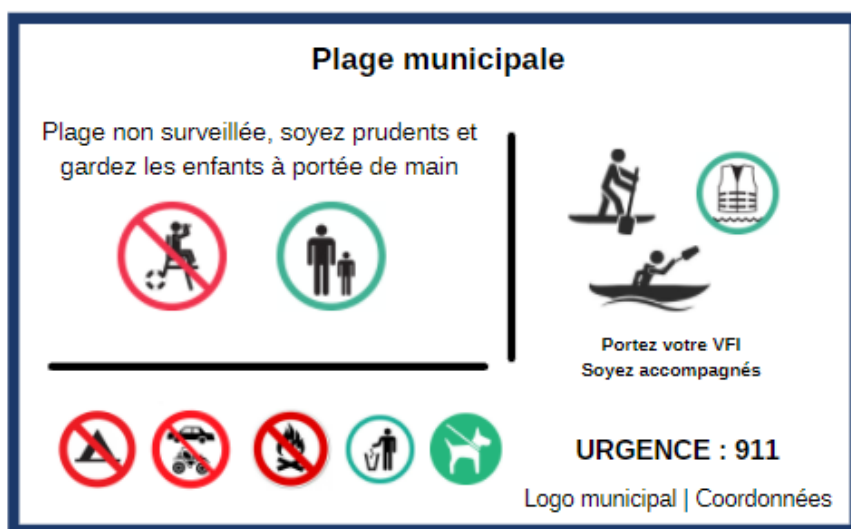 Plage municipale
Plage non surveillée, soyez prudents et
gardez les enfants à portée de main
Portez votre VFI
Soyez accompagnés
URGENCE : 911
Logo municipal | Coordonnées